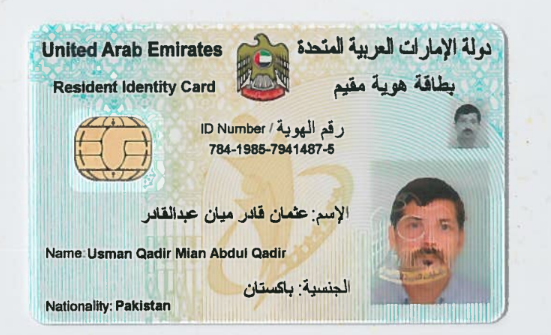 United Arab Emirates
دولة الإمارات العربية المتحدة
Resident Identity Card
بطاقة هوية مقيم
ID Number / رقم الهوية
784-1985-7941487-5
الإسم: عثمان قادر ميان عبدالقادر
Name: Usman Qadir Mian Abdul Qadir
الجنسية: باكستان
Nationality: Pakistan